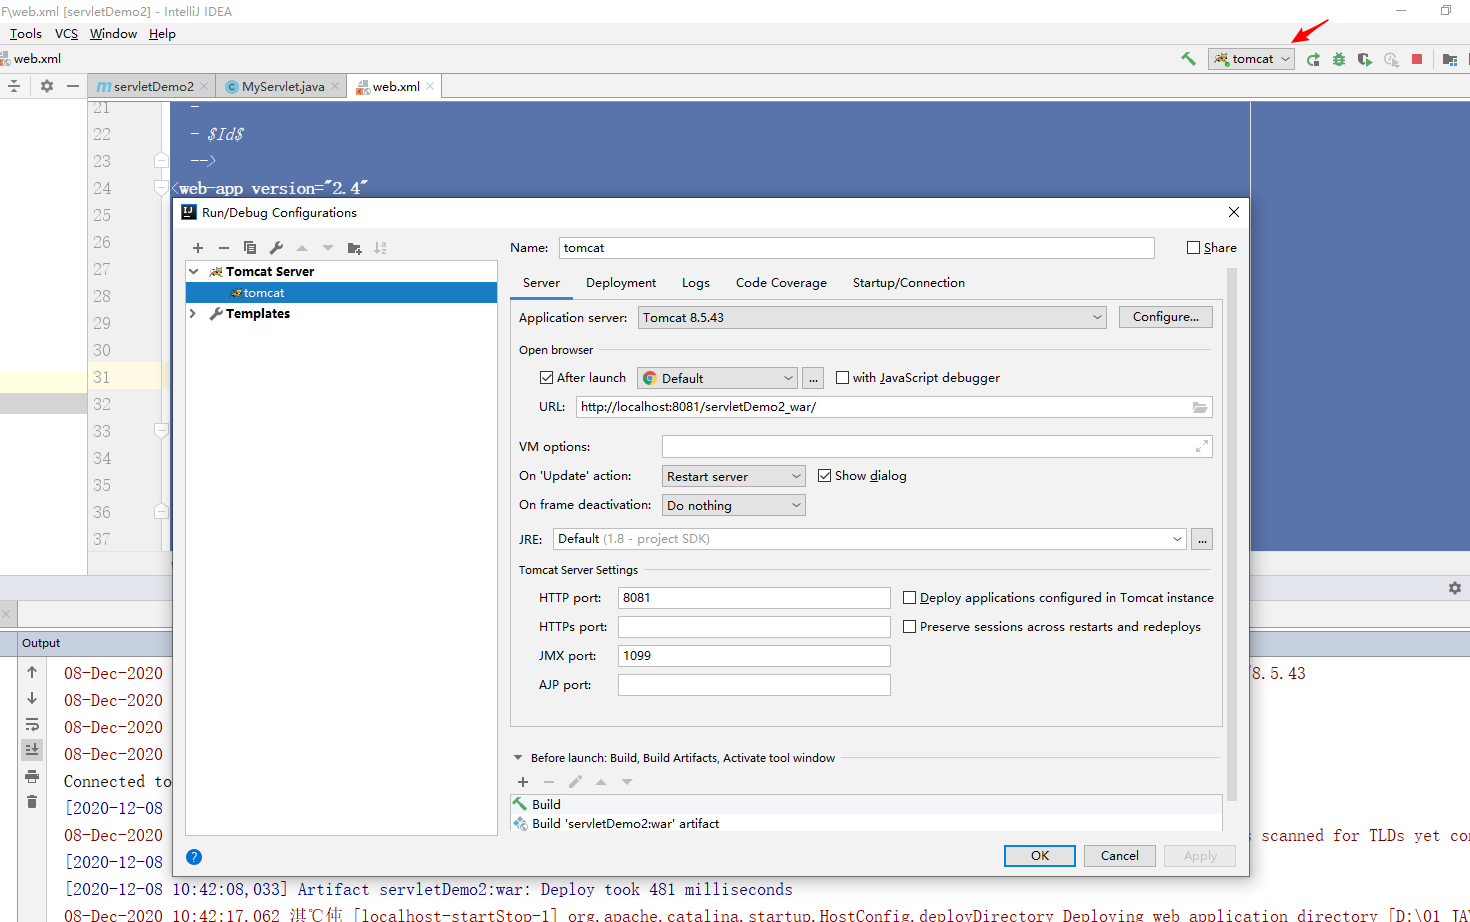 F\web.xml [servletDemo2] - IntelliJ IDEA
Tools VCS Window Help
web.xml
tomcat
servletDemo2 MyServlet.java web.xml
21 -
22 - $Id$
23 -->
24 <web-app version="2.4"
25
26
27
28
29
30
31
32
33
34
35
36
37
Run/Debug Configurations
Name: tomcat Share
Tomcat Server
tomcat
Templates
Server Deployment Logs Code Coverage Startup/Connection
Application server: Tomcat 8.5.43 Configure...
Open browser
After launch Default ... with JavaScript debugger
URL: http://localhost:8081/servletDemo2_war/
VM options:
On 'Update' action: Restart server Show dialog
On frame deactivation: Do nothing
JRE: Default (1.8 - project SDK) ...
Tomcat Server Settings
HTTP port: 8081 Deploy applications configured in Tomcat instance
HTTPs port: Preserve sessions across restarts and redeploys
JMX port: 1099
AJP port:
Before launch: Build, Build Artifacts, Activate tool window
Build
Build 'servletDemo2:war' artifact
? OK Cancel Apply
Output
08-Dec-2020 8.5.43
08-Dec-2020
08-Dec-2020
08-Dec-2020
Connected to
[2020-12-08
08-Dec-2020 scanned for TLDs yet con
[2020-12-08
[2020-12-08 10:42:08,033] Artifact servletDemo2:war: Deploy took 481 milliseconds
08-Dec-2020 10:42:17.062 [localhost-startStop-1] org.apache.catalina.startup.HostConfig.deployDirectory Deploying web application directory [D:\01_JAV